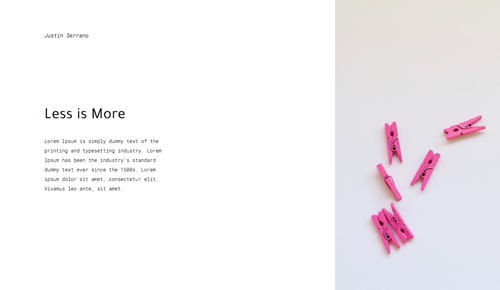 Justin Serrano
Less is More
Lorem Ipsum is simply dummy text of the
printing and typesetting industry. Lorem
Ipsum has been the industry's standard
dummy text ever since the 1500s. Lorem
ipsum dolor sit amet, consectetur elit.
Vivamus leo ante, sit amet.